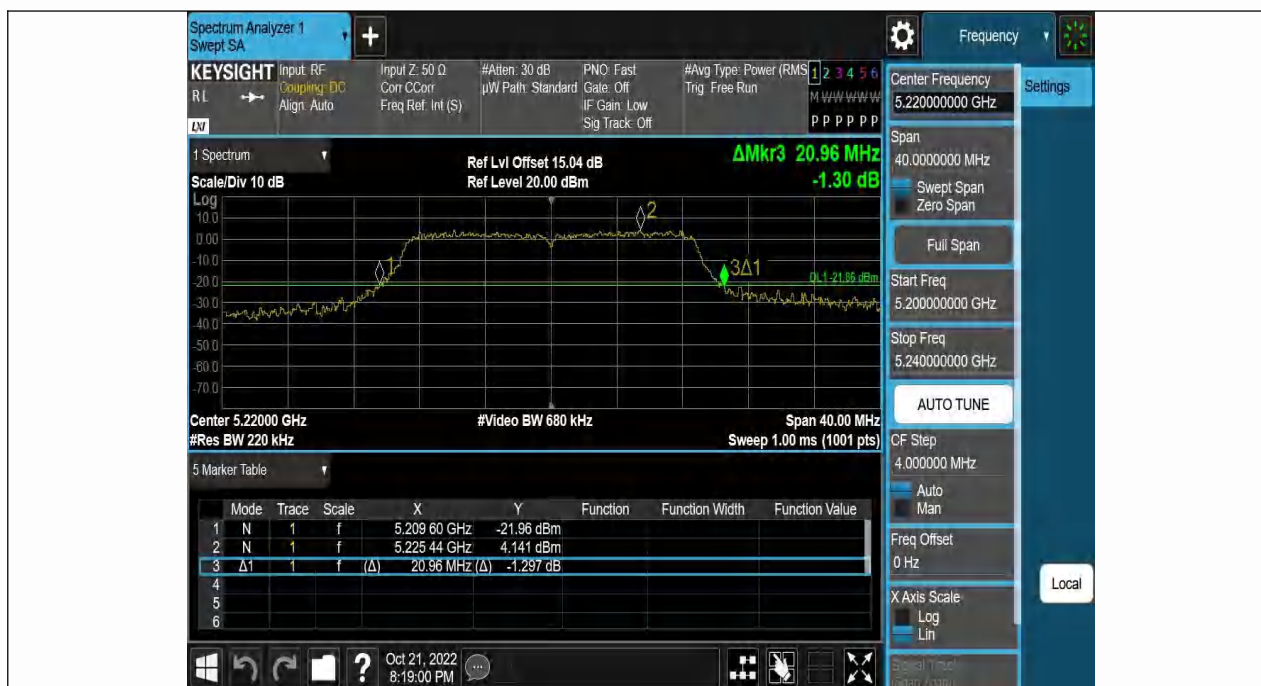 Spectrum Analyzer 1
Swept SA
+
Frequency
KEYSIGHT
RL
LXI
Input: RF
Coupling: DC
Align: Auto
Input Z: 50 Ω
Corr CCorr
Freq Ref: Int (S)
#Atten: 30 dB
µW Path: Standard
PNO: Fast
Gate: Off
IF Gain: Low
Sig Track: Off
#Avg Type: Power (RMS
Trig: Free Run
1 2 3 4 5 6
M W W W W W
P P P P P P
Center Frequency
5.220000000 GHz
Settings
Span
40.0000000 MHz
Swept Span
Zero Span
Full Span
Start Freq
5.200000000 GHz
Stop Freq
5.240000000 GHz
AUTO TUNE
CF Step
4.000000 MHz
Auto
Man
Freq Offset
0 Hz
X Axis Scale
Log
Lin
Local
1 Spectrum
Scale/Div 10 dB
Ref Lvl Offset 15.04 dB
Ref Level 20.00 dBm
ΔMkr3 20.96 MHz
-1.30 dB
Log
10.0
0.00
-10.0
-20.0
-30.0
-40.0
-50.0
-60.0
-70.0
1
2
3Δ1
DL1 -21.86 dBm
Center 5.22000 GHz
#Video BW 680 kHz
Span 40.00 MHz
#Res BW 220 kHz
Sweep 1.00 ms (1001 pts)
5 Marker Table
Mode Trace Scale X Y Function Function Width Function Value
1 N 1 f 5.209 60 GHz -21.96 dBm
2 N 1 f 5.225 44 GHz 4.141 dBm
3 Δ1 1 f (Δ) 20.96 MHz (Δ) -1.297 dB
4
5
6
?
Oct 21, 2022
8:19:00 PM